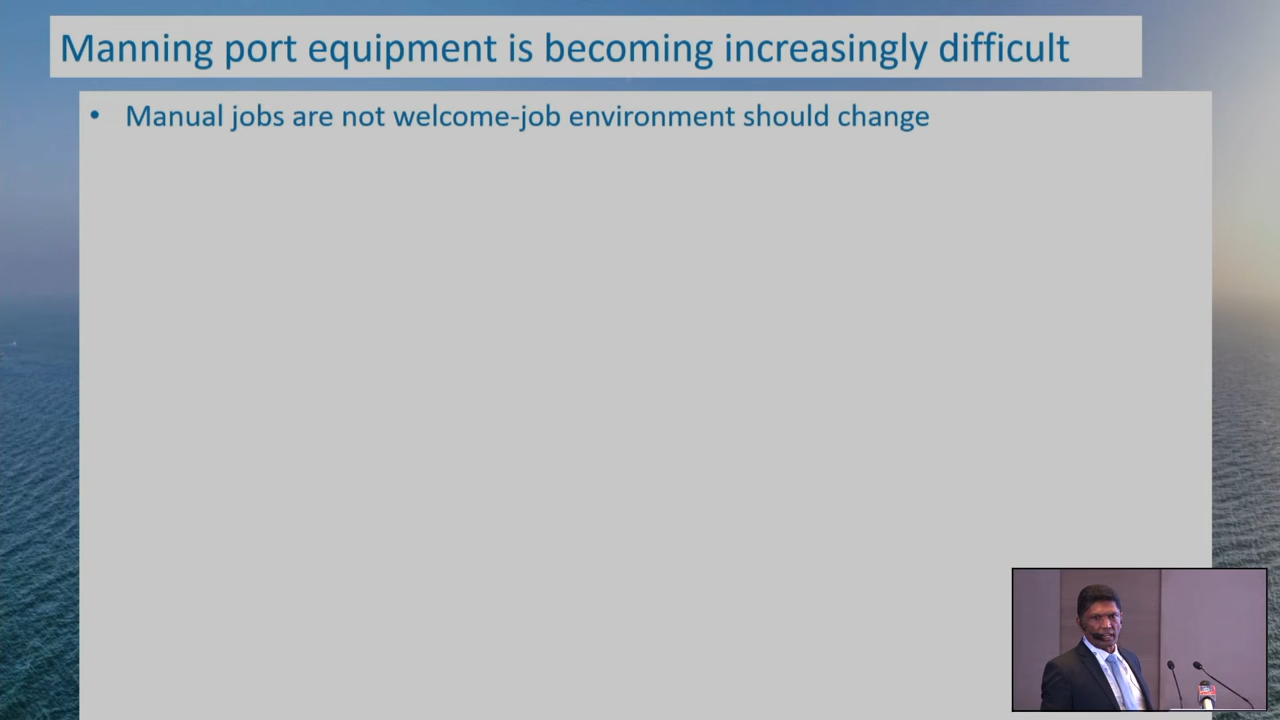 Manning port equipment is becoming increasingly difficult
• Manual jobs are not welcome-job environment should change